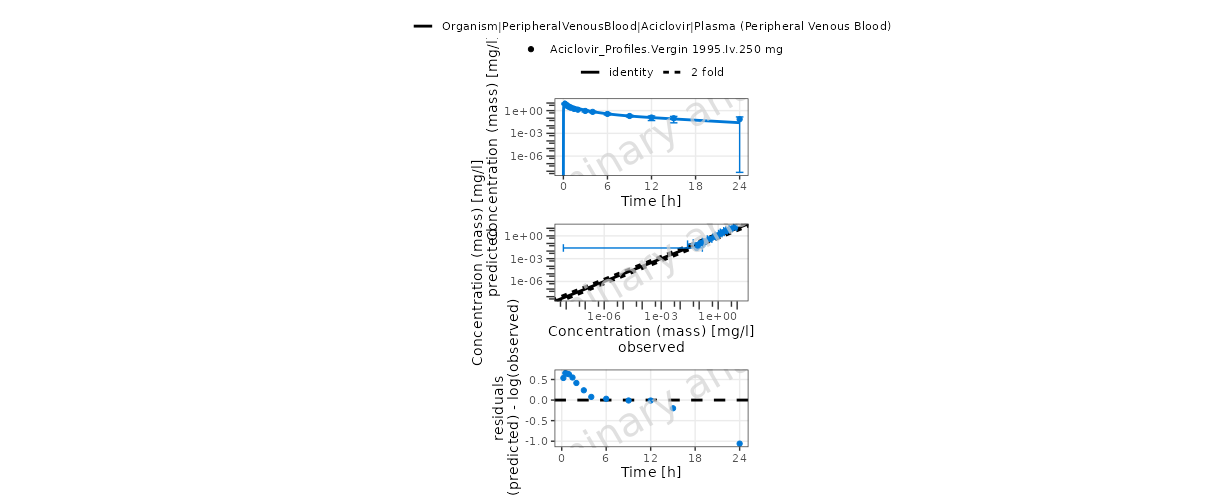 Organism|PeripheralVenousBlood|Aciclovir|Plasma (Peripheral Venous Blood)
Aciclovir_Profiles.Vergin 1995.Iv.250 mg
identity 2 fold
Concentration (mass) [mg/l]
1e+00
1e-03
1e-06
0 6 12 18 24
Time [h]
Concentration (mass) [mg/l]
predicted
1e+00
1e-03
1e-06
1e-06 1e-03 1e+00
Concentration (mass) [mg/l]
observed
residuals
(predicted) - log(observed)
0.5
0.0
-0.5
-1.0
0 6 12 18 24
Time [h]